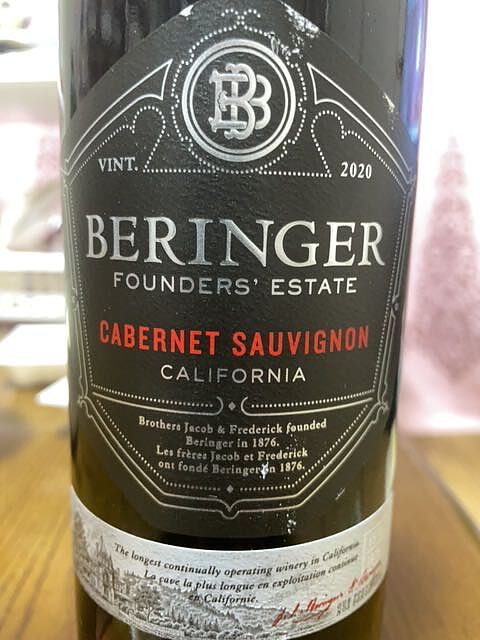 BB
VINT. 2020
BERINGER
FOUNDERS' ESTATE
CABERNET SAUVIGNON
CALIFORNIA
Brothers Jacob & Frederick founded
Beringer in 1876.
Les frères Jacob et Frederick
ont fondé Beringer en 1876.
The longest continually operating winery in California.
La cave la plus longue en exploitation continue
en Californie.